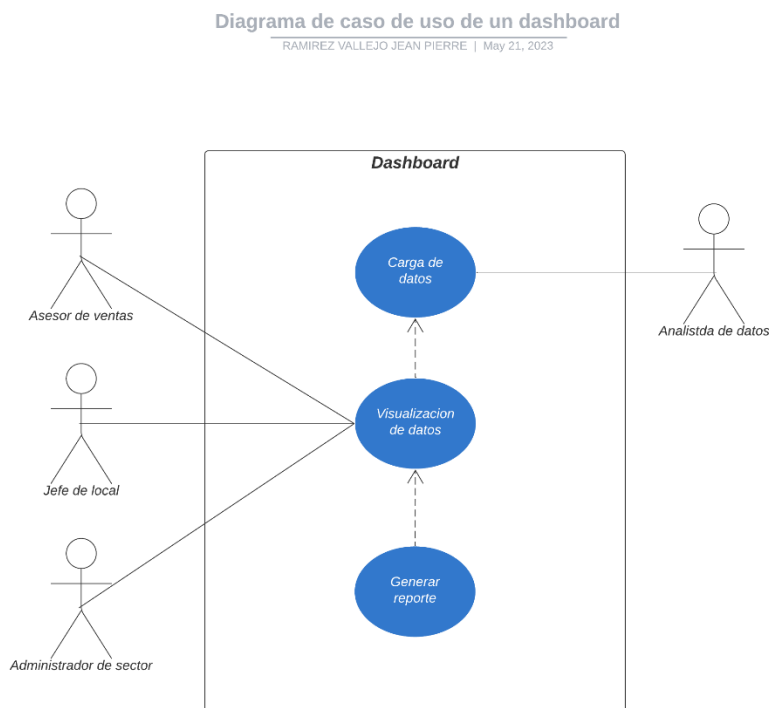 Diagrama de caso de uso de un dashboard
RAMIREZ VALLEJO JEAN PIERRE | May 21, 2023
Dashboard
Carga de
datos
Asesor de ventas
Analistda de datos
Visualizacion
de datos
Jefe de local
Generar
reporte
Administrador de sector